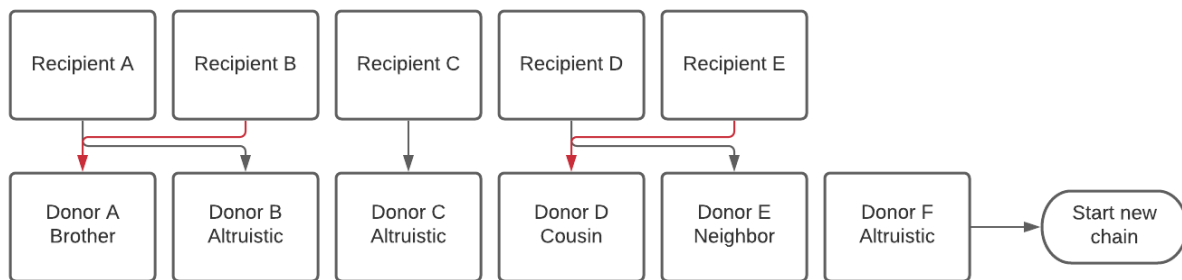 Recipient A
Recipient B
Recipient C
Recipient D
Recipient E
Donor A
Brother
Donor B
Altruistic
Donor C
Altruistic
Donor D
Cousin
Donor E
Neighbor
Donor F
Altruistic
Start new
chain